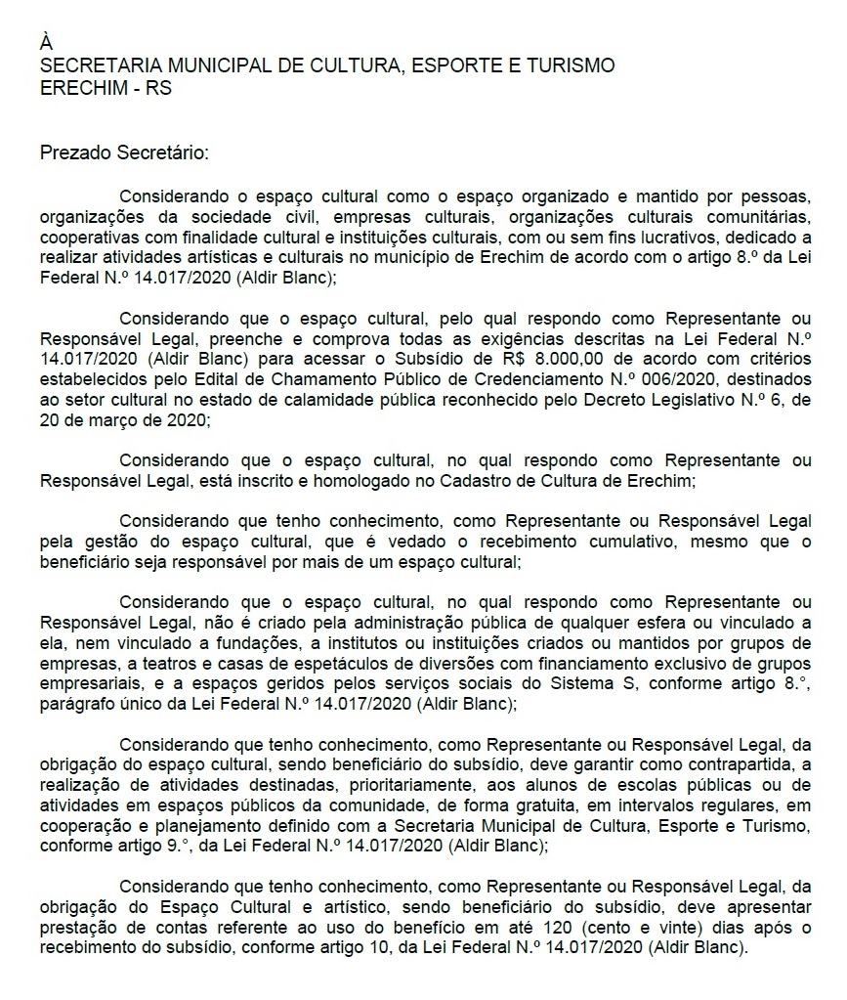 À
SECRETARIA MUNICIPAL DE CULTURA, ESPORTE E TURISMO
ERECHIM - RS
Prezado Secretário:
Considerando o espaço cultural como o espaço organizado e mantido por pessoas,
organizações da sociedade civil, empresas culturais, organizações culturais comunitárias,
cooperativas com finalidade cultural e instituições culturais, com ou sem fins lucrativos, dedicado a
realizar atividades artísticas e culturais no município de Erechim de acordo com o artigo 8.º da Lei
Federal N.º 14.017/2020 (Aldir Blanc);
Considerando que o espaço cultural, pelo qual respondo como Representante ou
Responsável Legal, preenche e comprova todas as exigências descritas na Lei Federal N.º
14.017/2020 (Aldir Blanc) para acessar o Subsídio de R$ 8.000,00 de acordo com critérios
estabelecidos pelo Edital de Chamamento Público de Credenciamento N.º 006/2020, destinados
ao setor cultural no estado de calamidade pública reconhecido pelo Decreto Legislativo N.º 6, de
20 de março de 2020;
Considerando que o espaço cultural, no qual respondo como Representante ou
Responsável Legal, está inscrito e homologado no Cadastro de Cultura de Erechim;
Considerando que tenho conhecimento, como Representante ou Responsável Legal
pela gestão do espaço cultural, que é vedado o recebimento cumulativo, mesmo que o
beneficiário seja responsável por mais de um espaço cultural;
Considerando que o espaço cultural, no qual respondo como Representante ou
Responsável Legal, não é criado pela administração pública de qualquer esfera ou vinculado a
ela, nem vinculado a fundações, a institutos ou instituições criados ou mantidos por grupos de
empresas, a teatros e casas de espetáculos de diversões com financiamento exclusivo de grupos
empresariais, e a espaços geridos pelos serviços sociais do Sistema S, conforme artigo 8.°,
parágrafo único da Lei Federal N.º 14.017/2020 (Aldir Blanc);
Considerando que tenho conhecimento, como Representante ou Responsável Legal, da
obrigação do espaço cultural, sendo beneficiário do subsídio, deve garantir como contrapartida, a
realização de atividades destinadas, prioritariamente, aos alunos de escolas públicas ou de
atividades em espaços públicos da comunidade, de forma gratuita, em intervalos regulares, em
cooperação e planejamento definido com a Secretaria Municipal de Cultura, Esporte e Turismo,
conforme artigo 9.°, da Lei Federal N.º 14.017/2020 (Aldir Blanc);
Considerando que tenho conhecimento, como Representante ou Responsável Legal, da
obrigação do Espaço Cultural e artístico, sendo beneficiário do subsídio, deve apresentar
prestação de contas referente ao uso do benefício em até 120 (cento e vinte) dias após o
recebimento do subsídio, conforme artigo 10, da Lei Federal N.º 14.017/2020 (Aldir Blanc).